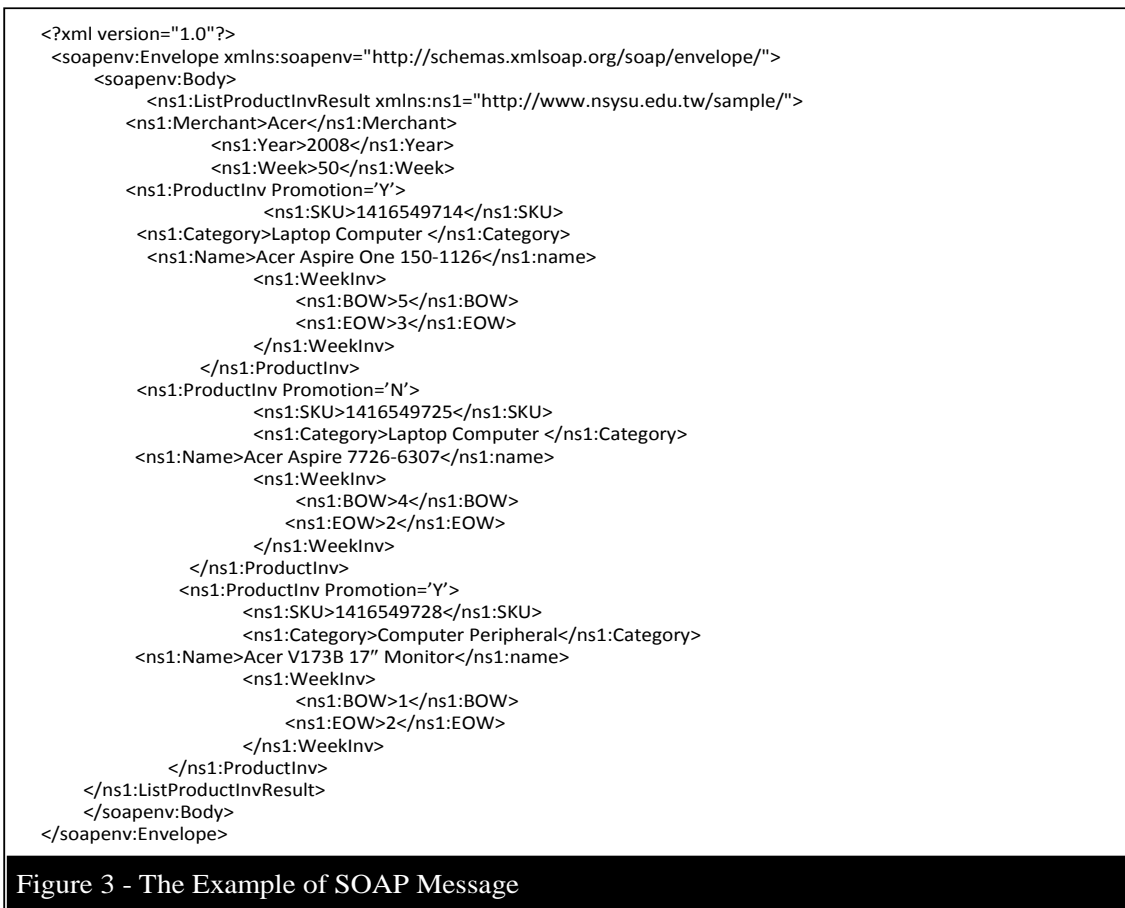 <?xml version="1.0"?>
<soapenv:Envelope xmlns:soapenv="http://schemas.xmlsoap.org/soap/envelope/">
<soapenv:Body>
<ns1:ListProductInvResult xmlns:ns1="http://www.nsysu.edu.tw/sample/">
<ns1:Merchant>Acer</ns1:Merchant>
<ns1:Year>2008</ns1:Year>
<ns1:Week>50</ns1:Week>
<ns1:ProductInv Promotion=’Y’>
<ns1:SKU>1416549714</ns1:SKU>
<ns1:Category>Laptop Computer </ns1:Category>
<ns1:Name>Acer Aspire One 150-1126</ns1:name>
<ns1:WeekInv>
<ns1:BOW>5</ns1:BOW>
<ns1:EOW>3</ns1:EOW>
</ns1:WeekInv>
</ns1:ProductInv>
<ns1:ProductInv Promotion=’N’>
<ns1:SKU>1416549725</ns1:SKU>
<ns1:Category>Laptop Computer </ns1:Category>
<ns1:Name>Acer Aspire 7726-6307</ns1:name>
<ns1:WeekInv>
<ns1:BOW>4</ns1:BOW>
<ns1:EOW>2</ns1:EOW>
</ns1:WeekInv>
</ns1:ProductInv>
<ns1:ProductInv Promotion=’Y’>
<ns1:SKU>1416549728</ns1:SKU>
<ns1:Category>Computer Peripheral</ns1:Category>
<ns1:Name>Acer V173B 17” Monitor</ns1:name>
<ns1:WeekInv>
<ns1:BOW>1</ns1:BOW>
<ns1:EOW>2</ns1:EOW>
</ns1:WeekInv>
</ns1:ProductInv>
</ns1:ListProductInvResult>
</soapenv:Body>
</soapenv:Envelope>
Figure 3 - The Example of SOAP Message